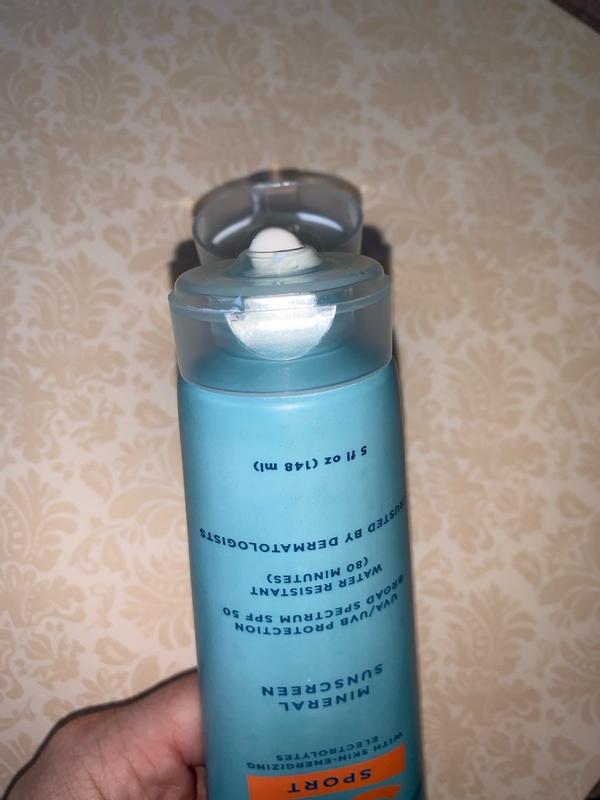 SPORT
WITH SKIN-ENERGIZING
ELECTROLYTES
MINERAL
SUNSCREEN
UVA/UVB PROTECTION
BROAD SPECTRUM SPF 50
WATER RESISTANT
(80 MINUTES)
TRUSTED BY DERMATOLOGISTS
5 fl oz (148 ml)